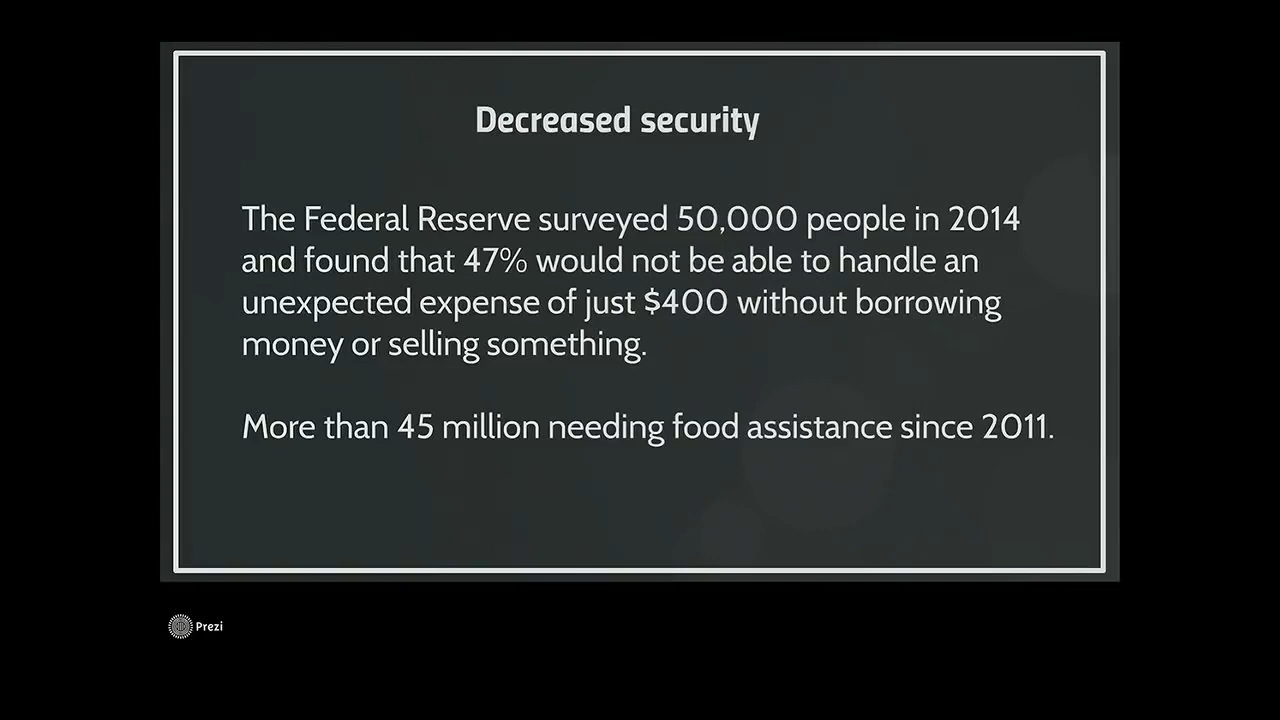 Decreased security
The Federal Reserve surveyed 50,000 people in 2014
and found that 47% would not be able to handle an
unexpected expense of just $400 without borrowing
money or selling something.
More than 45 million needing food assistance since 2011.
Prezi